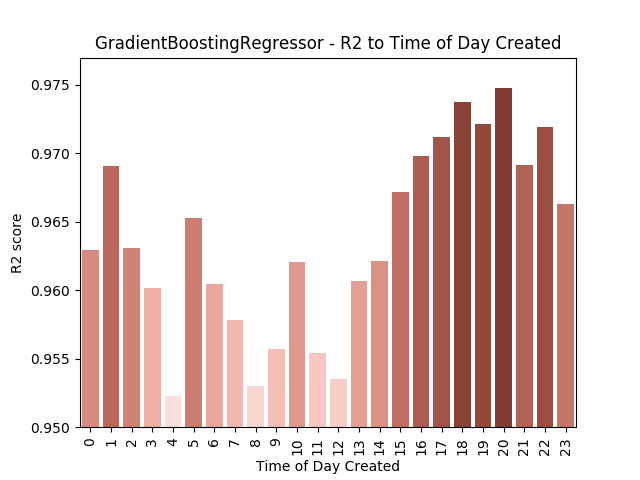 GradientBoostingRegressor - R2 to Time of Day Created
0.975
0.970
0.965
0.960
0.955
0.950
R2 score
0 1 2 3 4 5 6 7 8 9 10 11 12 13 14 15 16 17 18 19 20 21 22 23
Time of Day Created